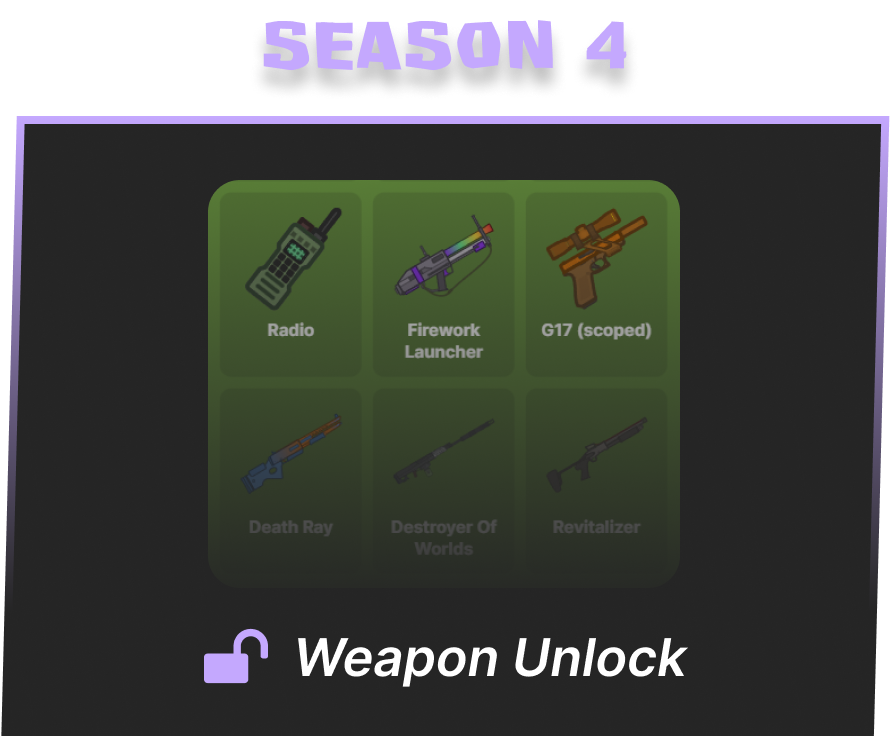 SEASON 4
Radio
Firework
Launcher
G17 (scoped)
Death Ray
Destroyer Of
Worlds
Revitalizer
Weapon Unlock